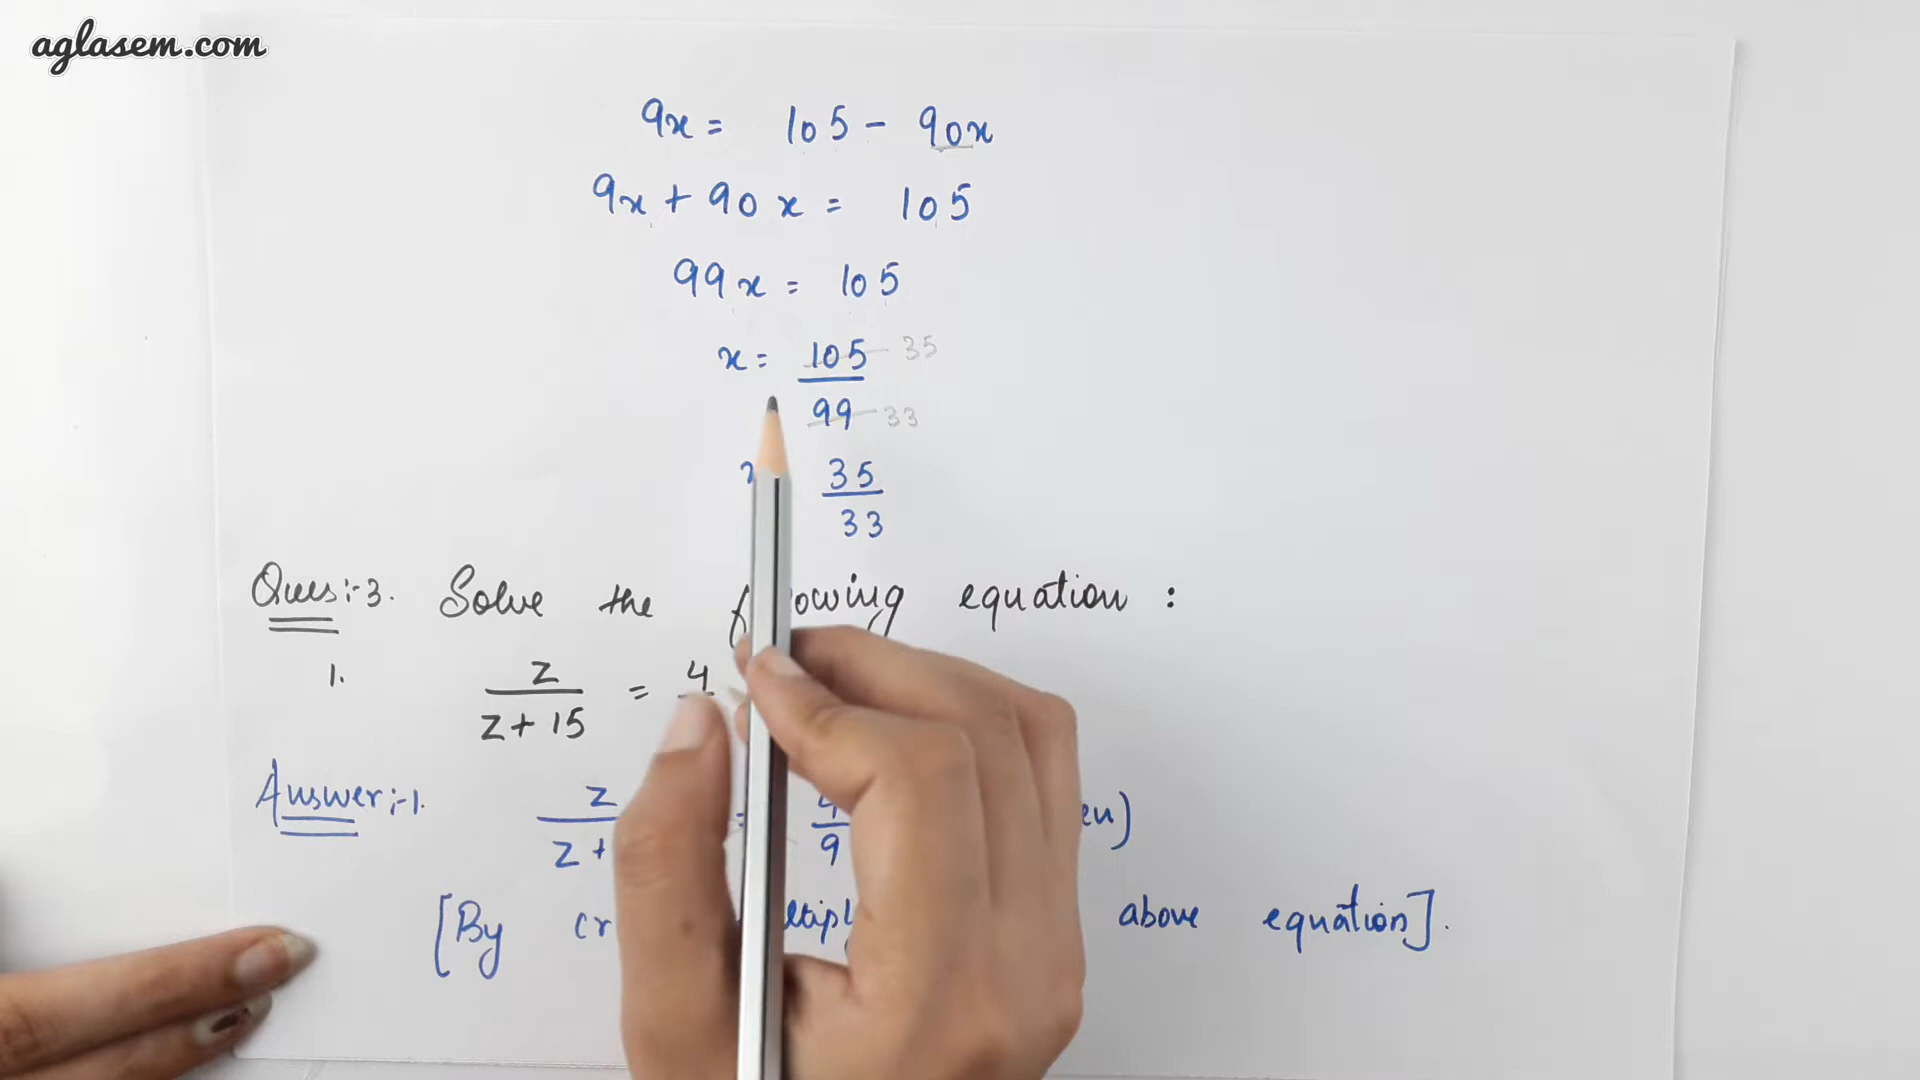 aglasem.com
9x = 105 - 90x
9x + 90x = 105
99x = 105
x = 105/99 35 33
35/33
Ques:-3. Solve the equation :
1. z/(z+15) = 4
Answer:-1. z = 4/9
[By above equation].